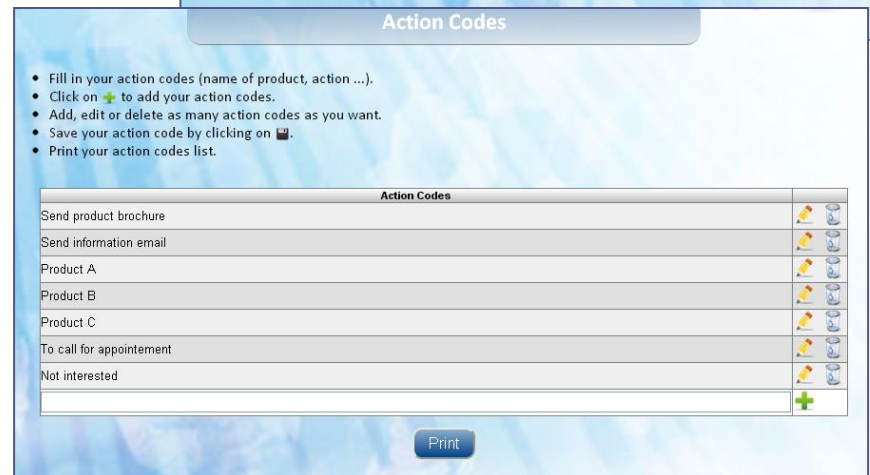 Action Codes
• Fill in your action codes (name of product, action ...).
• Click on to add your action codes.
• Add, edit or delete as many action codes as you want.
• Save your action code by clicking on .
• Print your action codes list.
Action Codes
Send product brochure
Send information email
Product A
Product B
Product C
To call for appointement
Not interested
Print